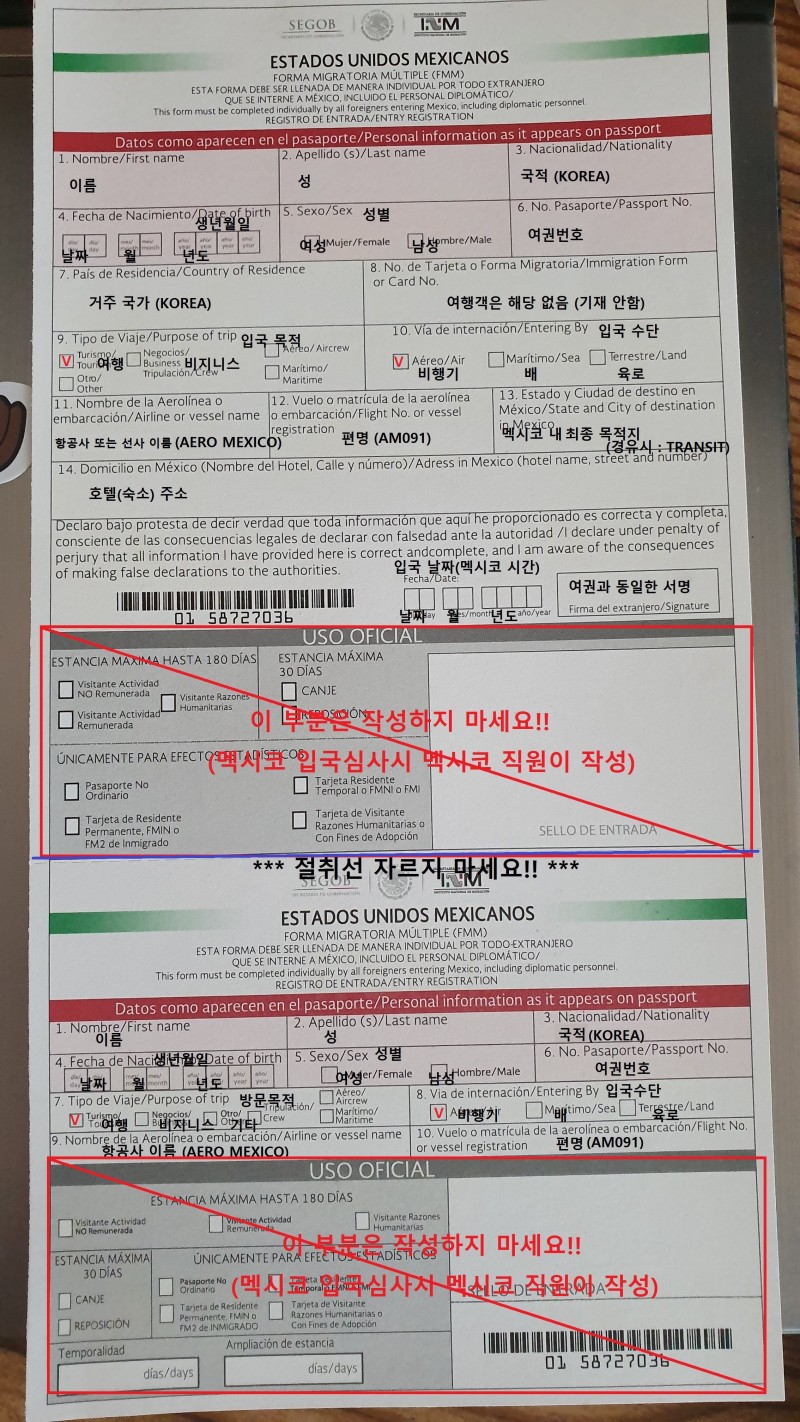 SEGOB
SECRETARÍA DE GOBERNACIÓN
INM
ESTADOS UNIDOS MEXICANOS
FORMA MIGRATORIA MÚLTIPLE (FMM)
ESTA FORMA DEBE SER LLENADA DE MANERA INDIVIDUAL POR TODO EXTRANJERO
QUE SE INTERNE A MÉXICO, INCLUIDO EL PERSONAL DIPLOMÁTICO/
This form must be completed individually by all foreigners entering Mexico, including diplomatic personnel.
REGISTRO DE ENTRADA/ENTRY REGISTRATION
Datos como aparecen en el pasaporte/Personal information as it appears on passport
1. Nombre/First name
이름
2. Apellido (s)/Last name
성
3. Nacionalidad/Nationality
국적 (KOREA)
4. Fecha de Nacimiento/Date of birth
생년월일
날짜 월 년도
5. Sexo/Sex 성별
여성 Mujer/Female 남성 Hombre/Male
6. No. Pasaporte/Passport No.
여권번호
7. País de Residencia/Country of Residence
거주 국가 (KOREA)
8. No. de Tarjeta o Forma Migratoria/Immigration Form
or Card No.
여행객은 해당 없음 (기재 안함)
9. Tipo de Viaje/Purpose of trip 입국 목적
V Turismo/ 여행
Negocios/
Business 비지니스
Tripulación/Crew
Aéreo/Aircrew
Otro/
Other
Marítimo/
Maritime
10. Vía de internación/Entering By 입국 수단
V Aéreo/Air Marítimo/Sea Terrestre/Land
비행기 배 육로
11. Nombre de la Aerolínea o
embarcación/Airline or vessel name
항공사 또는 선사 이름 (AERO MEXICO)
12. Vuelo o matrícula de la aerolínea
o embarcación/Flight No. or vessel
registration
편명 (AM091)
13. Estado y Ciudad de destino en
México/State and City of destination
in Mexico
멕시코 내 최종 목적지
(경유시 : TRANSIT)
14. Domicilio en México (Nombre del Hotel, Calle y número)/Adress in Mexico (hotel name, street and number)
호텔(숙소) 주소
Declaro bajo protesta de decir verdad que toda información que aquí he proporcionado es correcta y completa,
consciente de las consecuencias legales de declarar con falsedad ante la autoridad /I declare under penalty of
perjury that all information I have provided here is correct andcomplete, and I am aware of the consequences
of making false declarations to the authorities.
입국 날짜(멕시코 시간)
Fecha/Date:
날짜 월 년도 año/year
여권과 동일한 서명
Firma del extranjero/Signature
01 58727036
USO OFICIAL
ESTANCIA MÁXIMA HASTA 180 DÍAS
Visitante Actividad
NO Remunerada
Visitante Razones
Humanitarias
Visitante Actividad
Remunerada
ESTANCIA MÁXIMA
30 DÍAS
CANJE
REPOSICIÓN
이 부분은 작성하지 마세요!!
(멕시코 입국심사시 멕시코 직원이 작성)
ÚNICAMENTE PARA EFECTOS ESTADÍSTICOS
Pasaporte No
Ordinario
Tarjeta Residente
Temporal o FMNI o FMI
Tarjeta de Residente
Permanente, FMIN o
FM2 de Inmigrado
Tarjeta de Visitante
Razones Humanitarias o
Con Fines de Adopción
SELLO DE ENTRADA
*** 절취선 자르지 마세요!! ***
SEGOB
INM
ESTADOS UNIDOS MEXICANOS
FORMA MIGRATORIA MÚLTIPLE (FMM)
ESTA FORMA DEBE SER LLENADA DE MANERA INDIVIDUAL POR TODO EXTRANJERO
QUE SE INTERNE A MÉXICO, INCLUIDO EL PERSONAL DIPLOMÁTICO/
This form must be completed individually by all foreigners entering Mexico, including diplomatic personnel.
REGISTRO DE ENTRADA/ENTRY REGISTRATION
Datos como aparecen en el pasaporte/Personal information as it appears on passport
1. Nombre/First name
이름
2. Apellido (s)/Last name
성
3. Nacionalidad/Nationality
국적 (KOREA)
4. Fecha de Nacimiento/Date of birth
생년월일
날짜 월 년도
5. Sexo/Sex 성별
여성 Mujer/Female 남성 Hombre/Male
6. No. Pasaporte/Passport No.
여권번호
7. Tipo de Viaje/Purpose of trip 방문목적
V Turismo/ 여행
Negocios/ 비지니스
Otro/ 기타
Tripulación/
Crew
Aéreo/
Aircrew
Marítimo/
Maritime
8. Vía de internación/Entering By 입국수단
V 비행기 Marítimo/Sea 배 Terrestre/Land 육로
9. Nombre de la Aerolínea o embarcación/Airline or vessel name
항공사 이름 (AERO MEXICO)
10. Vuelo o matrícula de la aerolínea o embarcación/Flight No.
or vessel registration 편명 (AM091)
USO OFICIAL
ESTANCIA MÁXIMA HASTA 180 DÍAS
Visitante Actividad
NO Remunerada
Visitante Actividad
Remunerada
Visitante Razones
Humanitarias
이 부분은 작성하지 마세요!!
(멕시코 입국심사시 멕시코 직원이 작성)
ESTANCIA MÁXIMA
30 DÍAS
CANJE
REPOSICIÓN
ÚNICAMENTE PARA EFECTOS ESTADÍSTICOS
Pasaporte No
Ordinario
Tarjeta Residente
Temporal o FMNI o FMI
Tarjeta de Residente
Permanente, FMIN o
FM2 de INMIGRADO
Tarjeta de Visitante
Razones Humanitarias o
Con Fines de Adopción
SELLO DE ENTRADA
Temporalidad
días/days
Ampliación de estancia
días/days
01 58727036